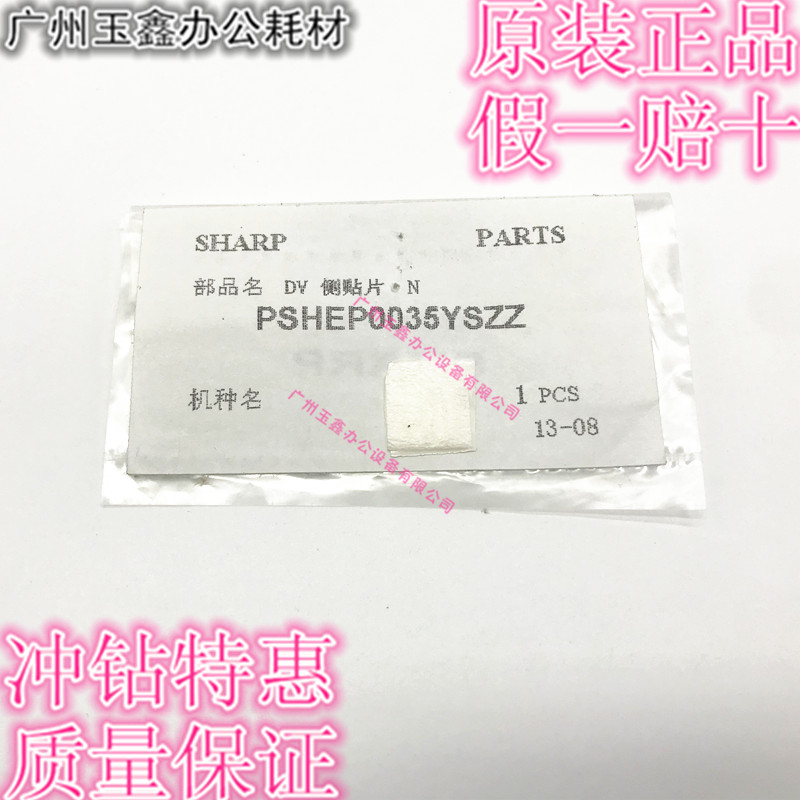 广州玉鑫办公耗材
原装正品
假一赔十
SHARP PARTS
部品名 DV 侧贴片·N
PSHEP0035YSZZ
机种名 1 PCS
13-08
广州玉鑫办公设备有限公司
广州玉鑫办公设备有限公司
冲钻特惠
质量保证